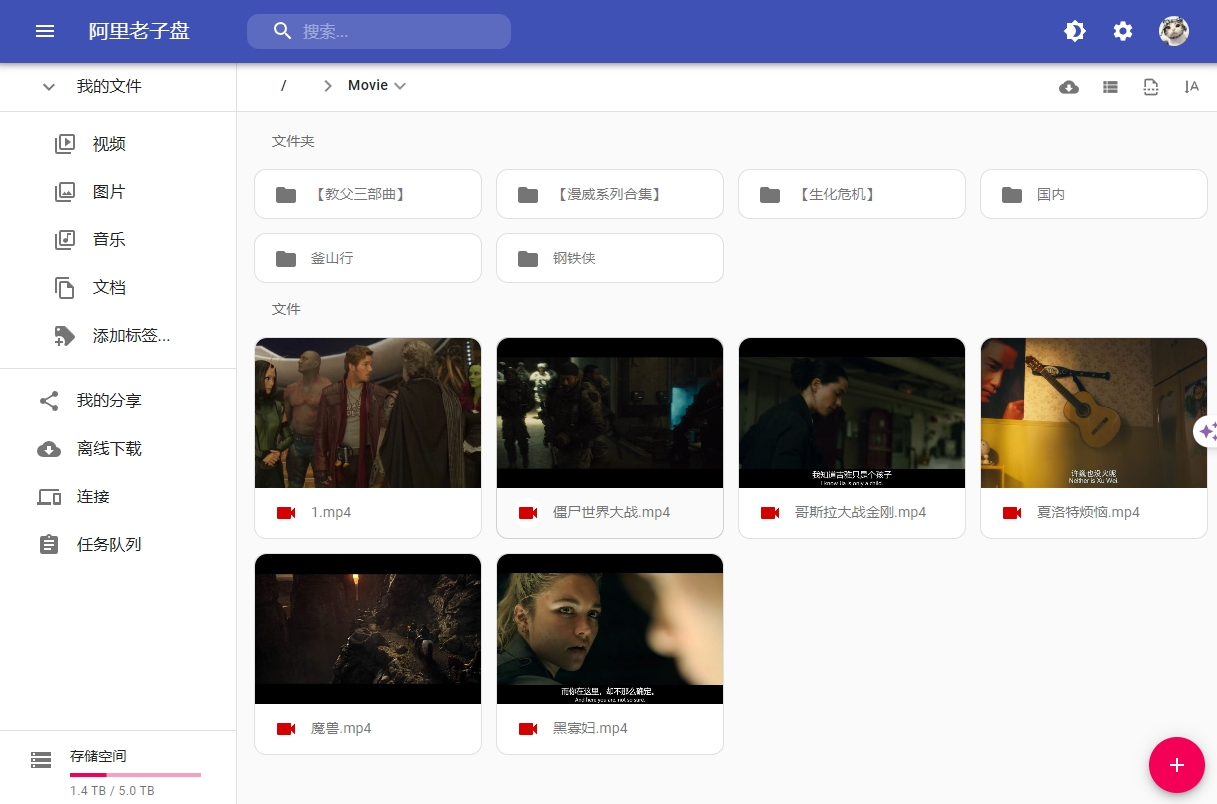 阿里老子盘
搜索...
我的文件
/ Movie
视频
图片
音乐
文档
添加标签...
我的分享
离线下载
连接
任务队列
存储空间
1.4 TB / 5.0 TB
文件夹
【教父三部曲】
【漫威系列合集】
【生化危机】
国内
釜山行
钢铁侠
文件
1.mp4
僵尸世界大战.mp4
我知道吉雅只是个孩子
I know Jia is only a child.
哥斯拉大战金刚.mp4
许巍也没火呢
Neither is Xu Wei.
夏洛特烦恼.mp4
魔兽.mp4
而你在这里，却不那么确定。
And here you are, not so sure.
黑寡妇.mp4